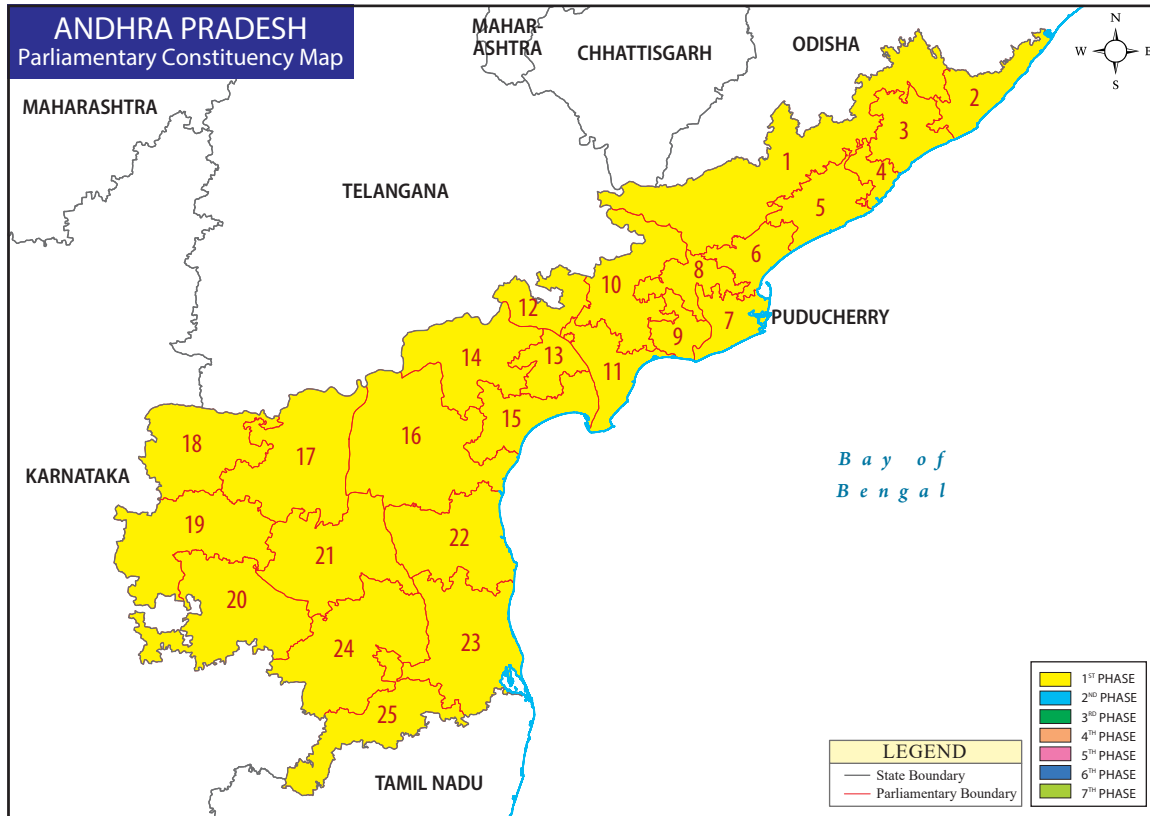 ANDHRA PRADESH
Parliamentary Constituency Map
MAHAR-
ASHTRA
CHHATTISGARH
ODISHA
N
W
E
S
MAHARASHTRA
TELANGANA
PUDUCHERRY
KARNATAKA
TAMIL NADU
Bay of
Bengal
1
2
3
4
5
6
7
8
9
10
11
12
13
14
15
16
17
18
19
20
21
22
23
24
25
LEGEND
State Boundary
Parliamentary Boundary
1ST PHASE
2ND PHASE
3RD PHASE
4TH PHASE
5TH PHASE
6TH PHASE
7TH PHASE